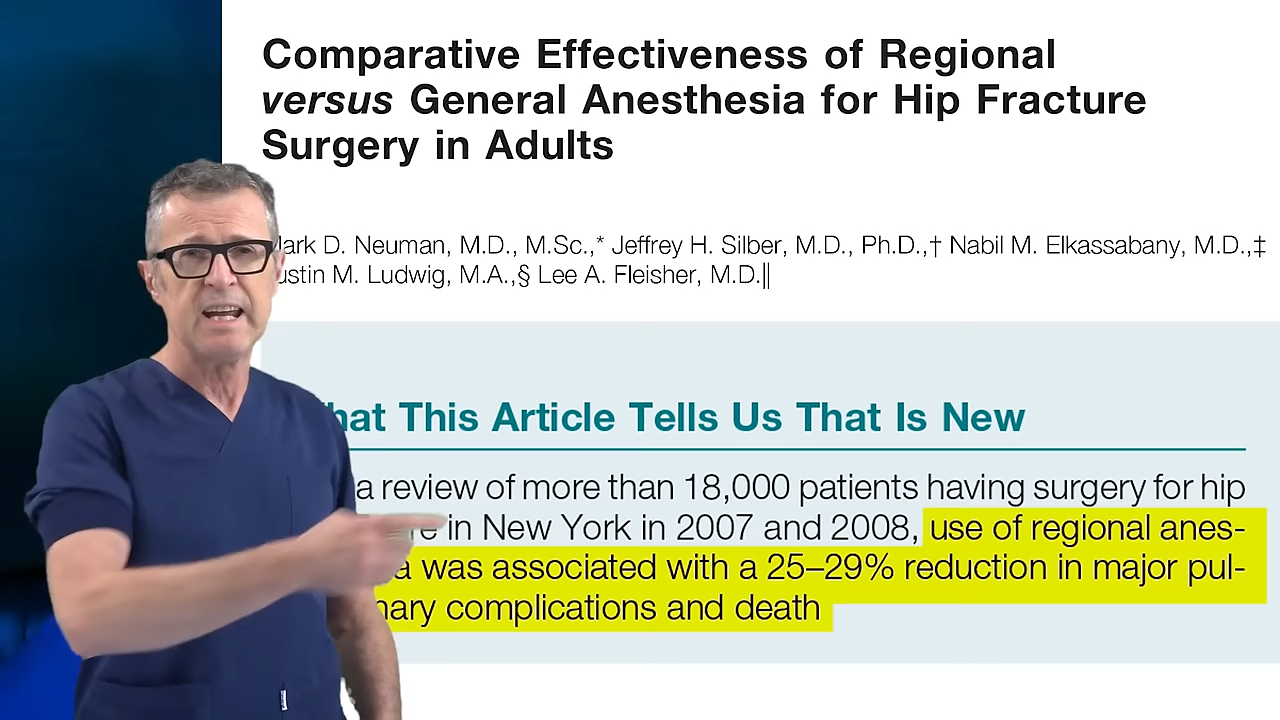 Comparative Effectiveness of Regional
versus General Anesthesia for Hip Fracture
Surgery in Adults
D. Neuman, M.D., M.Sc.,* Jeffrey H. Silber, M.D., Ph.D.,† Nabil M. Elkassabany, M.D.,‡
M. Ludwig, M.A.,§ Lee A. Fleisher, M.D.‖
This Article Tells Us That Is New
a review of more than 18,000 patients having surgery for hip
in New York in 2007 and 2008, use of regional anes-
was associated with a 25–29% reduction in major pul-
complications and death